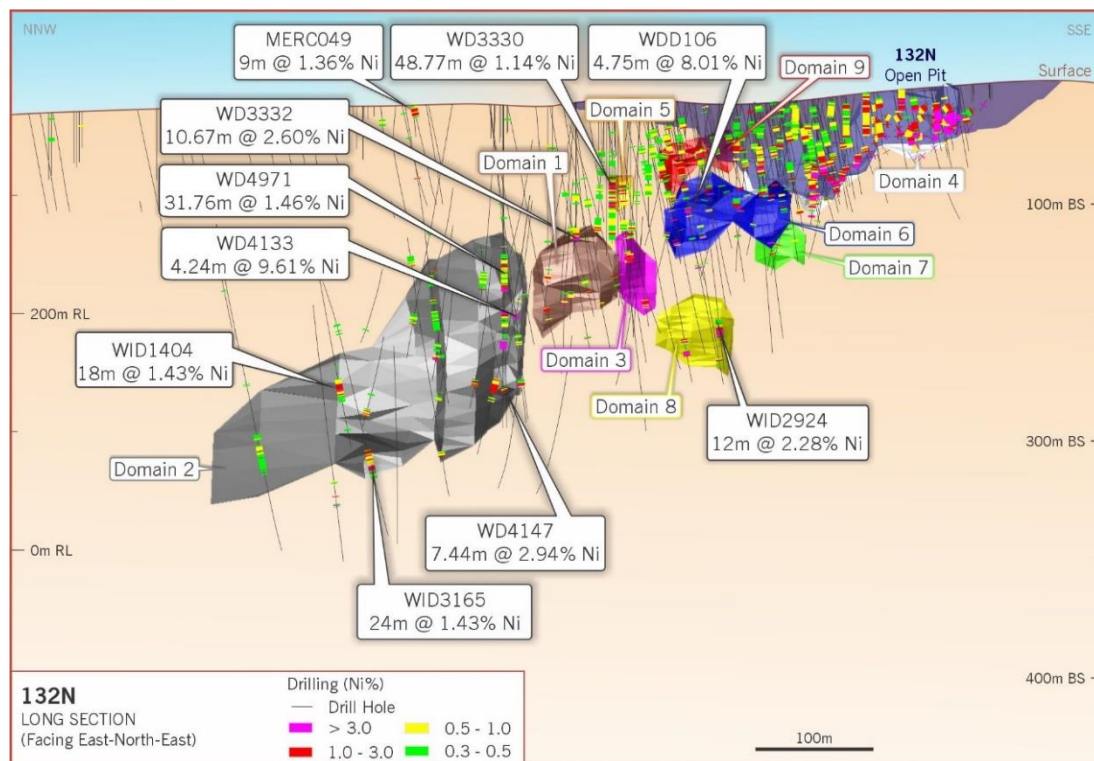 NNW
SSE
MERC049
9m @ 1.36% Ni
WD3330
48.77m @ 1.14% Ni
WDD106
4.75m @ 8.01% Ni
Domain 9
132N
Open Pit
Surface
WD3332
10.67m @ 2.60% Ni
Domain 5
Domain 1
WD4971
31.76m @ 1.46% Ni
Domain 4
100m BS
WD4133
4.24m @ 9.61% Ni
Domain 6
Domain 7
200m RL
WID1404
18m @ 1.43% Ni
Domain 3
Domain 8
WID2924
12m @ 2.28% Ni
300m BS
Domain 2
WD4147
7.44m @ 2.94% Ni
0m RL
WID3165
24m @ 1.43% Ni
400m BS
132N
LONG SECTION
(Facing East-North-East)
Drilling (Ni%)
Drill Hole
> 3.0
0.5 - 1.0
1.0 - 3.0
0.3 - 0.5
100m